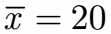 x̅ = 20